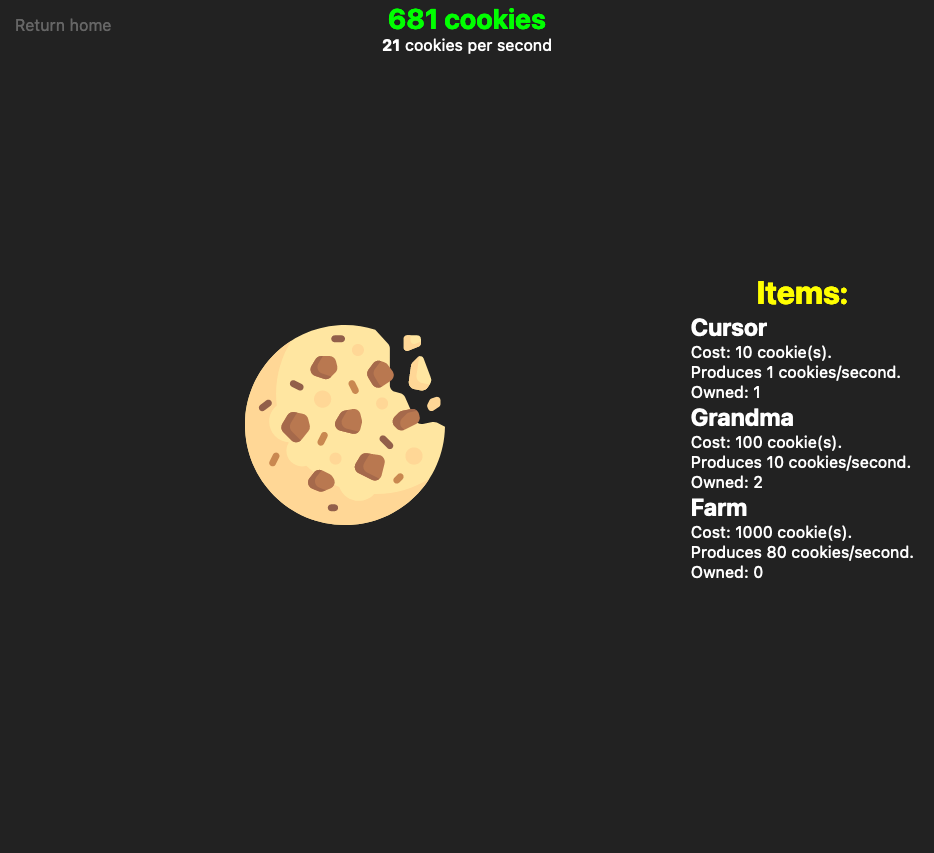 Return home
681 cookies
21 cookies per second
Items:
Cursor
Cost: 10 cookie(s).
Produces 1 cookies/second.
Owned: 1
Grandma
Cost: 100 cookie(s).
Produces 10 cookies/second.
Owned: 2
Farm
Cost: 1000 cookie(s).
Produces 80 cookies/second.
Owned: 0